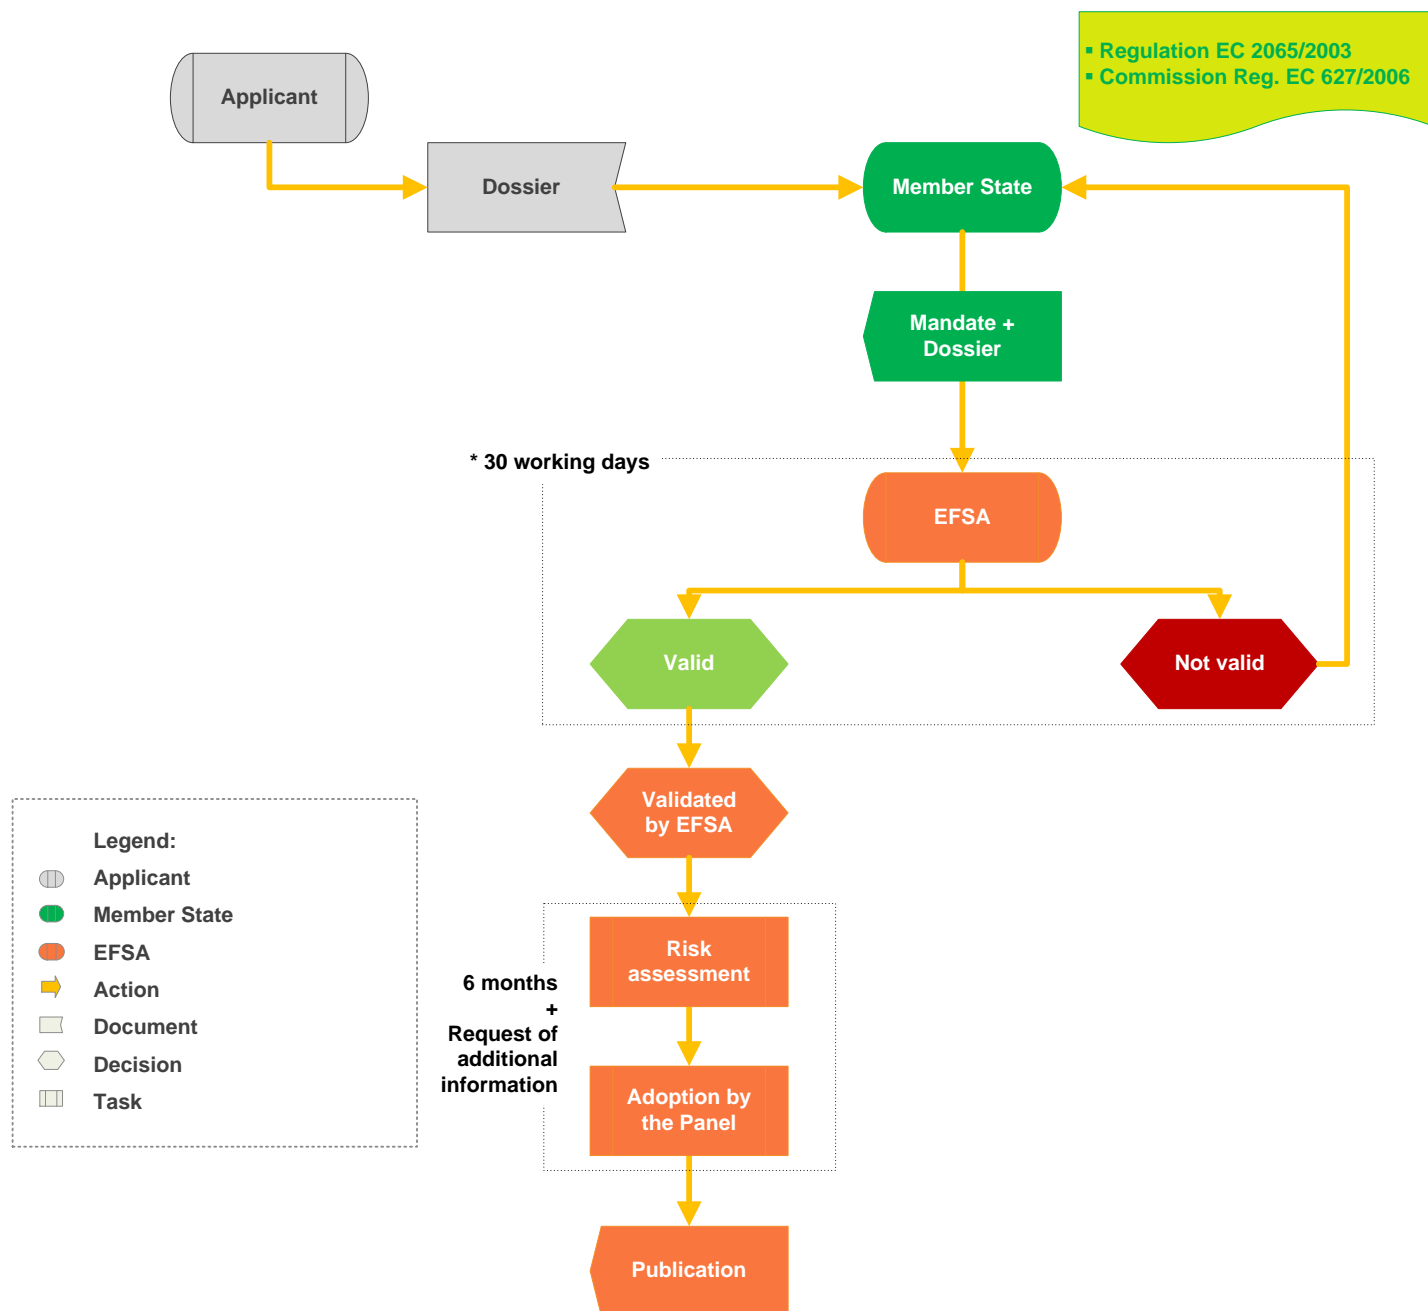 ▪ Regulation EC 2065/2003
▪ Commission Reg. EC 627/2006
Applicant
Dossier
Member State
Mandate +
Dossier
* 30 working days
EFSA
Valid
Not valid
Validated
by EFSA
Risk
assessment
6 months
+
Request of
additional
information
Adoption by
the Panel
Publication
Legend:
Applicant
Member State
EFSA
Action
Document
Decision
Task